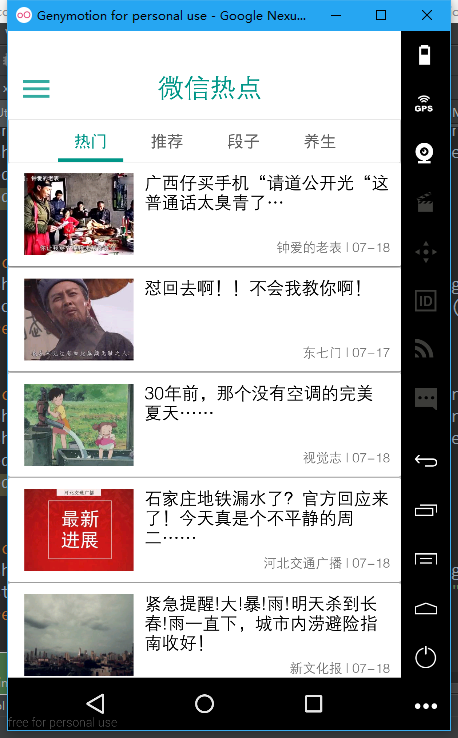 Genymotion for personal use - Google Nexu...
微信热点
热门 推荐 段子 养生
广西仔买手机“请道公开光“这
普通话太臭青了…
钟爱的老表 | 07-18
怼回去啊！！不会我教你啊！
东七门 | 07-17
30年前，那个没有空调的完美
夏天……
视觉志 | 07-18
河北交通广播
最新
进展
石家庄地铁漏水了？官方回应来
了！今天真是个不平静的周
二……
河北交通广播 | 07-18
紧急提醒!大!暴!雨!明天杀到长
春!雨一直下，城市内涝避险指
南收好！
新文化报 | 07-18
GPS
ID
free for personal use